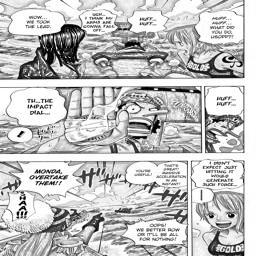 HUFF...
HUFF...
WHAT
DID YOU
DO,
USOPP?!
HUFF...
HUFF...
UGH...
I THINK MY
ARMS ARE
GONNA
FALL
OFF...
WOW...
WE TOOK
THE LEAD.
HUFF...
HUFF...
TH...THE
IMPACT
DIAL...
I DIDN'T
EXPECT JUST
HITTING IT
WOULD
GENERATE
SUCH FORCE...
THAT'S
GREAT!
MASSIVE
ACCELERATION
IN AN
INSTANT!
YOU'RE
USEFUL!
OOPS!
WE BETTER ROW
OR IT'LL BE ALL
FOR NOTHING!
MONDA,
OVERTAKE
THEM!!
GOLD